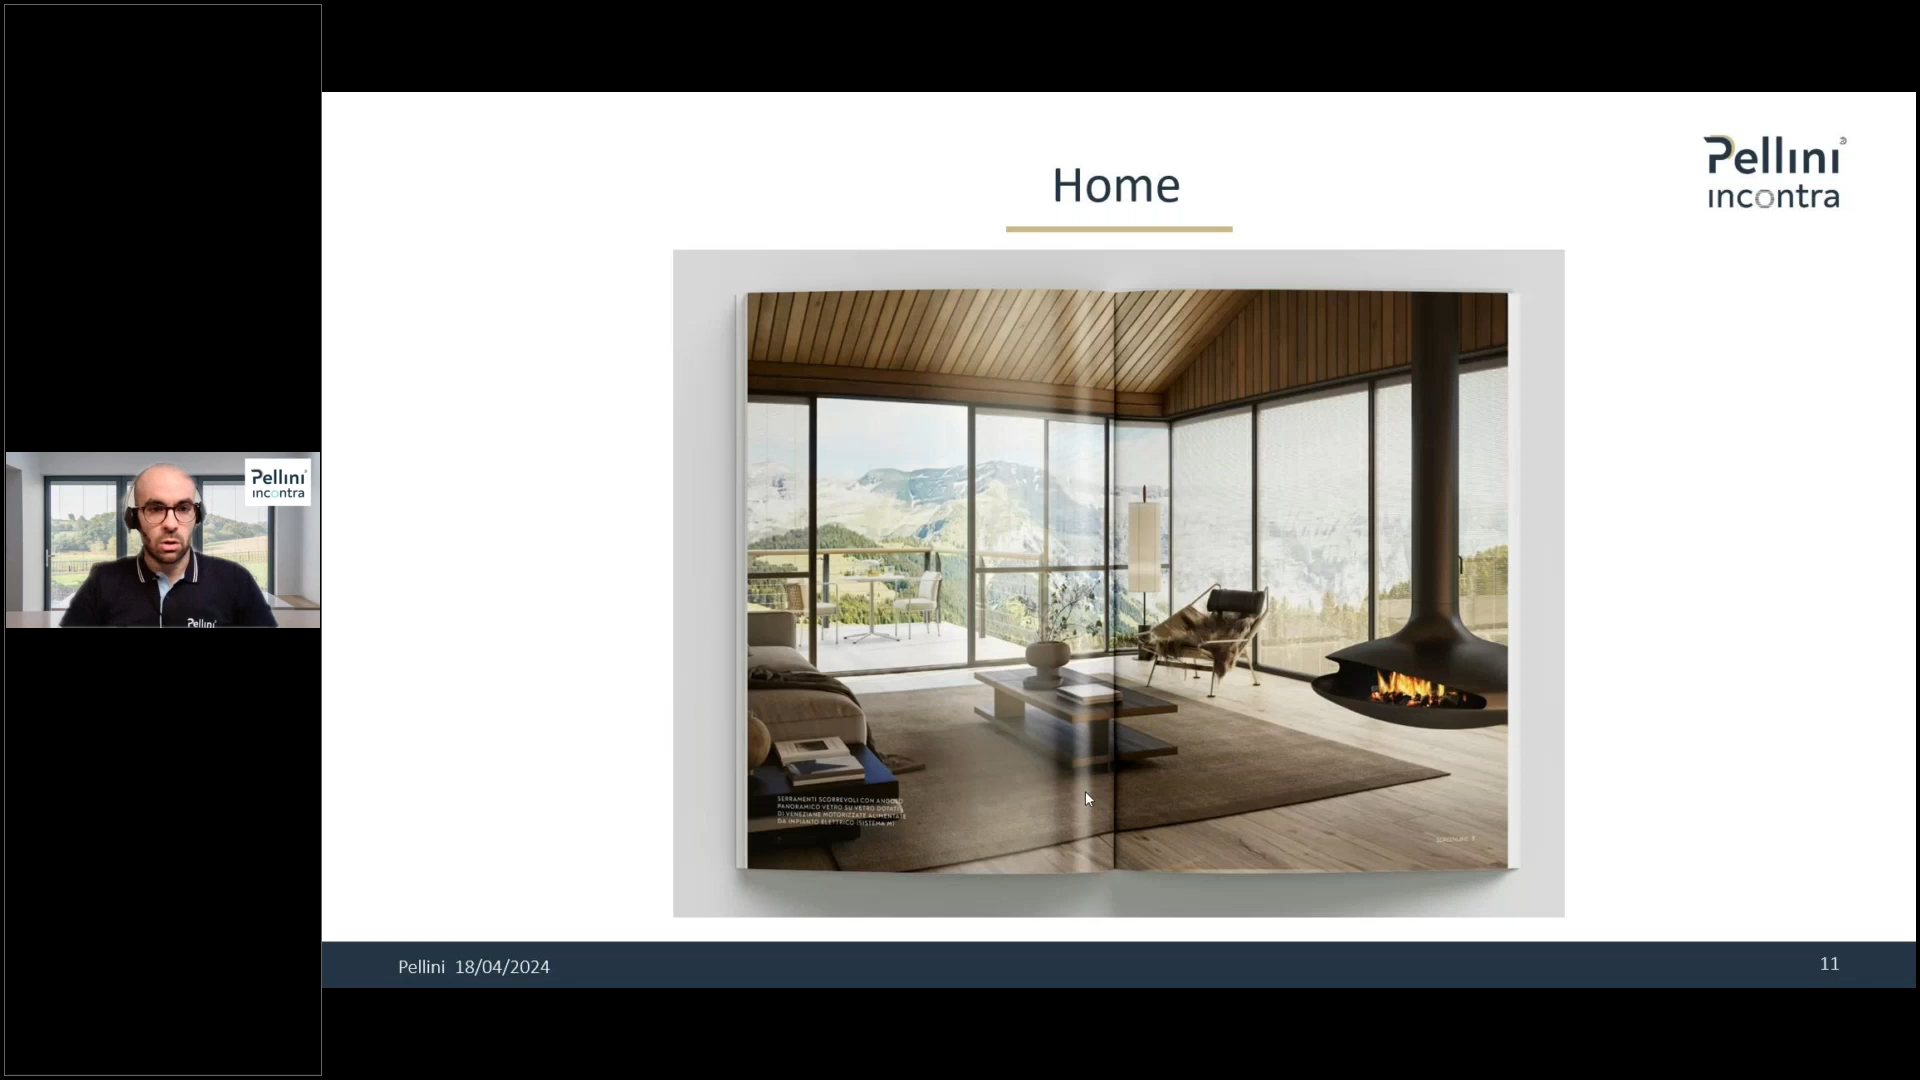 Pellini
incontra
Home
Pellini
incontra
Pellini
SERRAMENTI SCORREVOLI CON ANGOLO
PANORAMICO VETRO SU VETRO DOTATI
DI VENEZIANE MOTORIZZATE ALIMENTATE
DA IMPIANTO ELETTRICO (SISTEMA M)
Pellini 18/04/2024
11